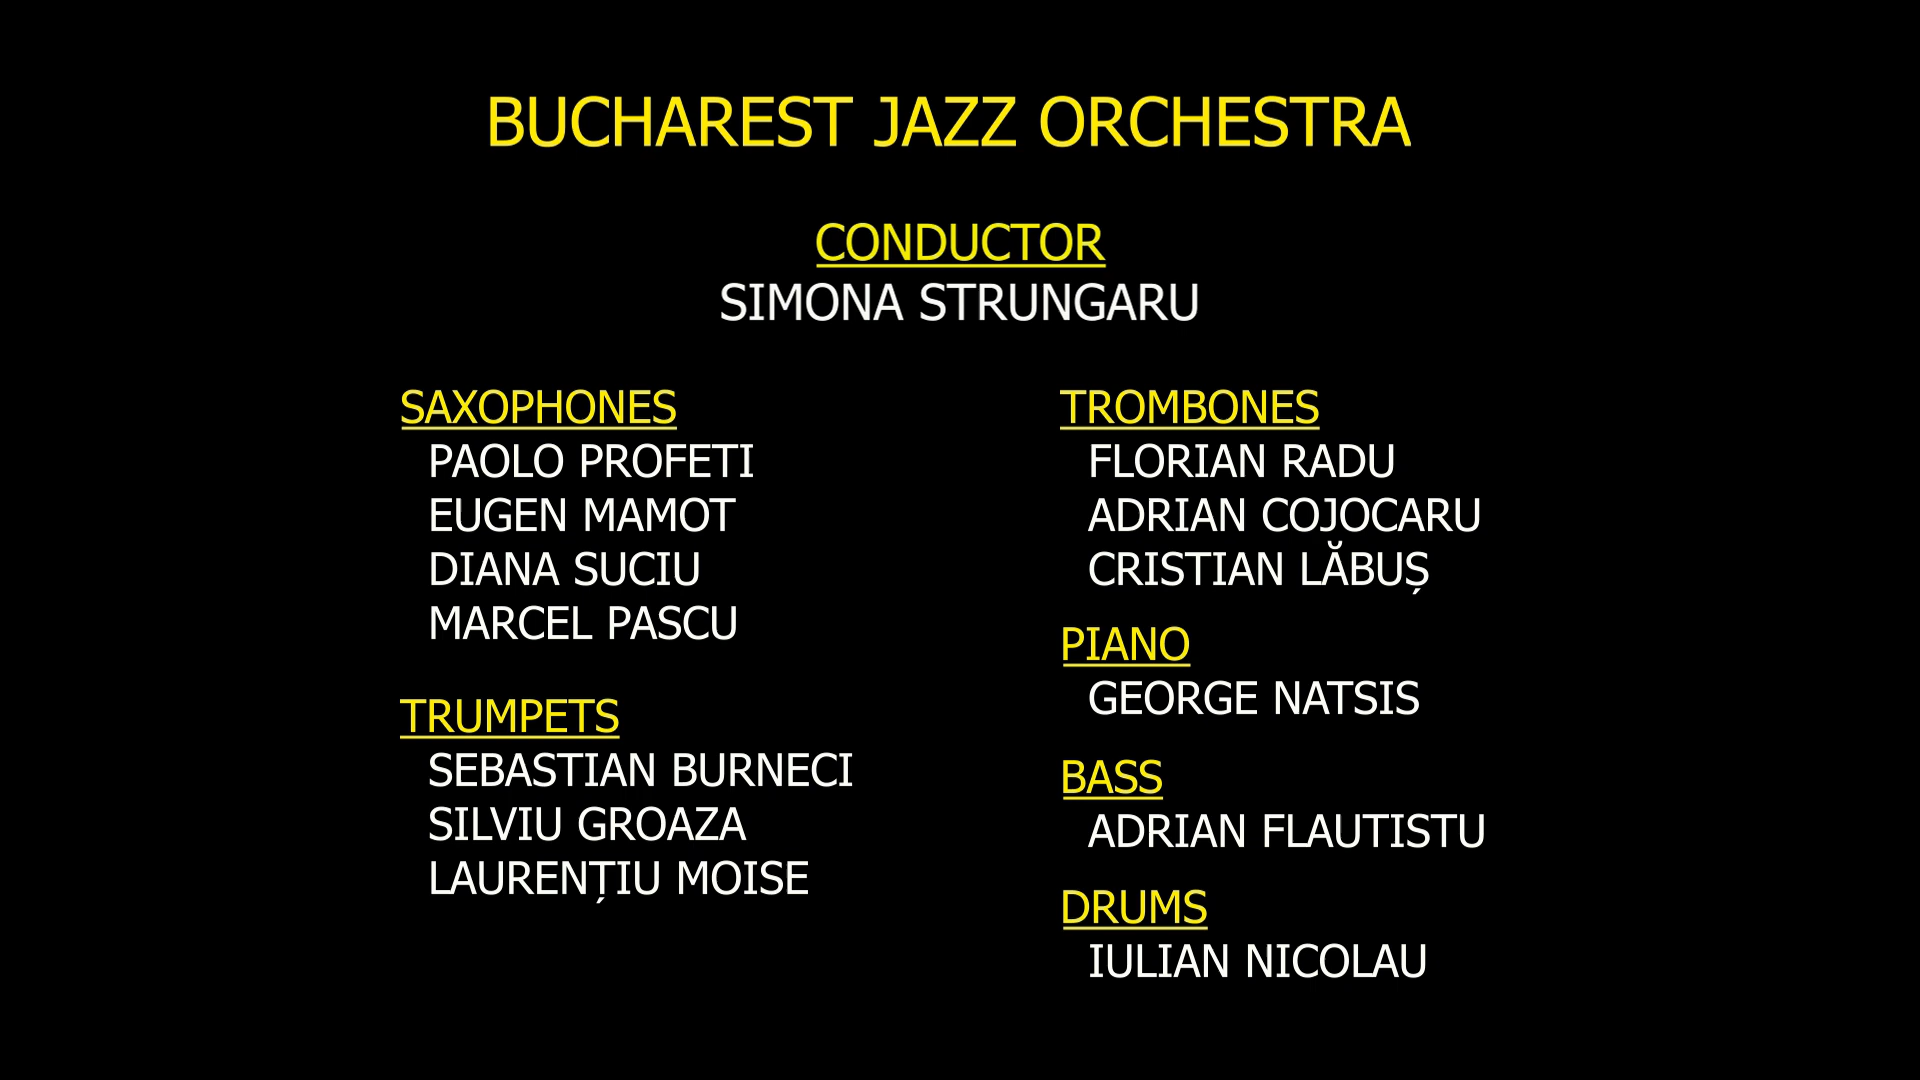 BUCHAREST JAZZ ORCHESTRA
CONDUCTOR
SIMONA STRUNGARU
SAXOPHONES
PAOLO PROFETI
EUGEN MAMOT
DIANA SUCIU
MARCEL PASCU
TRUMPETS
SEBASTIAN BURNECI
SILVIU GROAZA
LAURENȚIU MOISE
TROMBONES
FLORIAN RADU
ADRIAN COJOCARU
CRISTIAN LĂBUȘ
PIANO
GEORGE NATSIS
BASS
ADRIAN FLAUTISTU
DRUMS
IULIAN NICOLAU